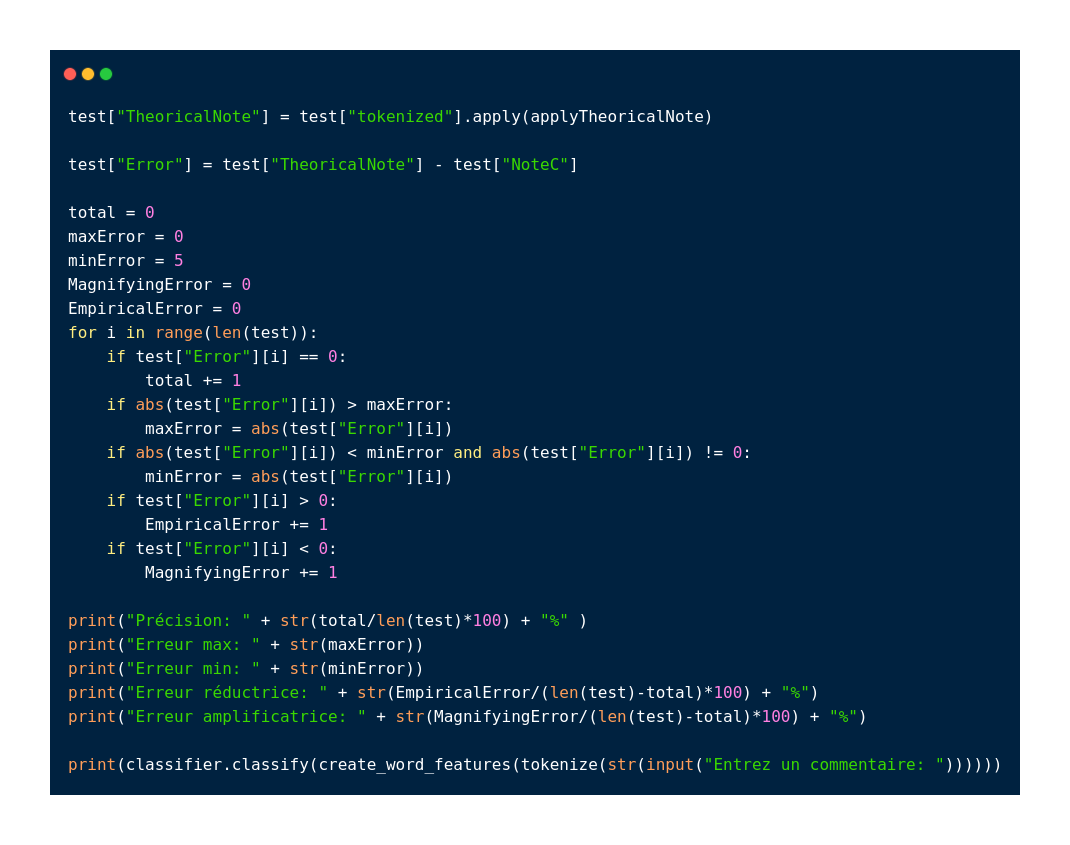 test["TheoricalNote"] = test["tokenized"].apply(applyTheoricalNote)
test["Error"] = test["TheoricalNote"] - test["NoteC"]
total = 0
maxError = 0
minError = 5
MagnifyingError = 0
EmpiricalError = 0
for i in range(len(test)):
    if test["Error"][i] == 0:
        total += 1
    if abs(test["Error"][i]) > maxError:
        maxError = abs(test["Error"][i])
    if abs(test["Error"][i]) < minError and abs(test["Error"][i]) != 0:
        minError = abs(test["Error"][i])
    if test["Error"][i] > 0:
        EmpiricalError += 1
    if test["Error"][i] < 0:
        MagnifyingError += 1
print("Précision: " + str(total/len(test)*100) + "%" )
print("Erreur max: " + str(maxError))
print("Erreur min: " + str(minError))
print("Erreur réductrice: " + str(EmpiricalError/(len(test)-total)*100) + "%")
print("Erreur amplificatrice: " + str(MagnifyingError/(len(test)-total)*100) + "%")
print(classifier.classify(create_word_features(tokenize(str(input("Entrez un commentaire: "))))))